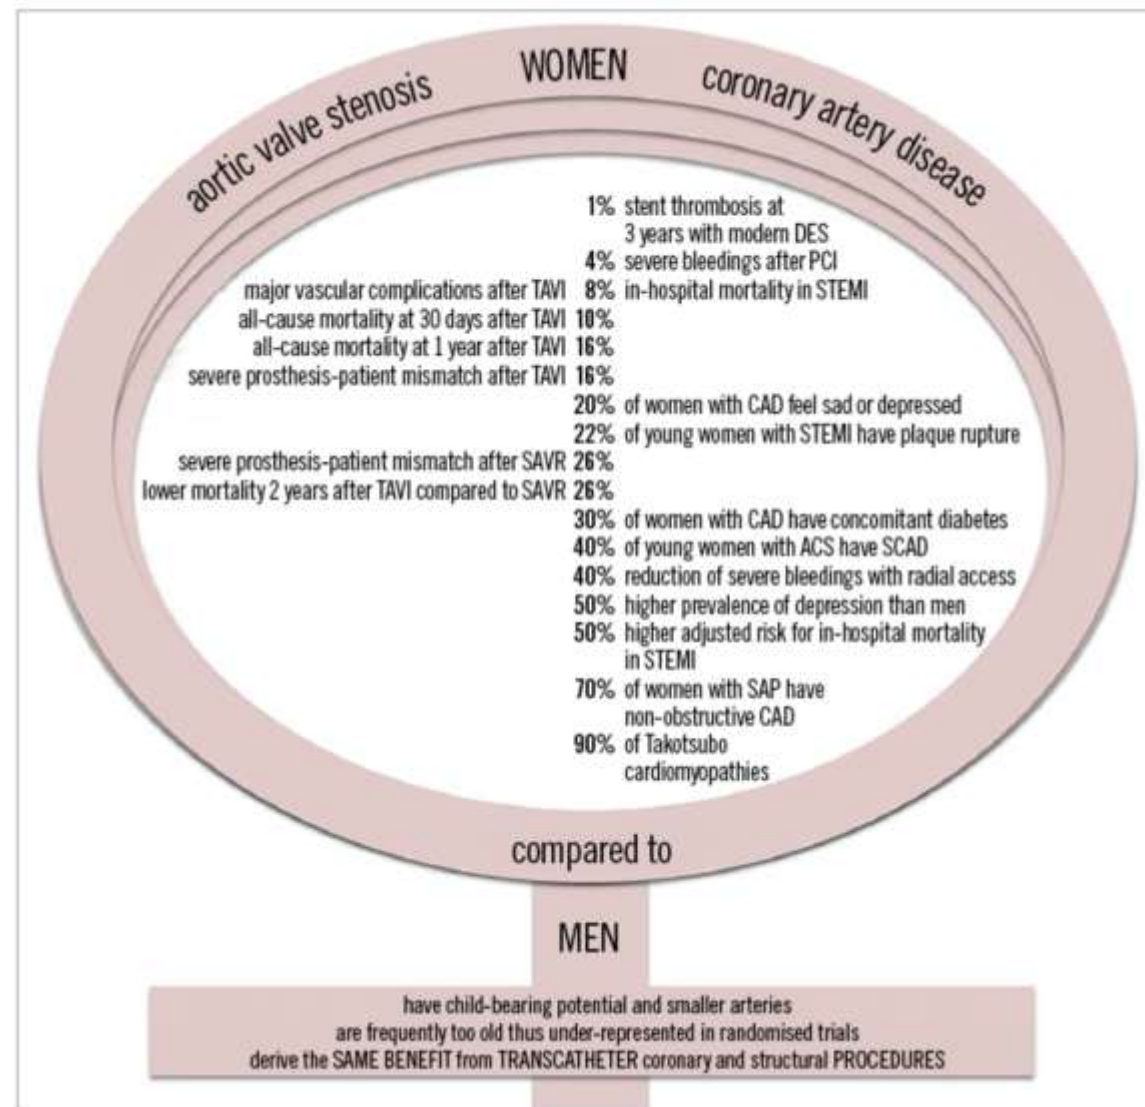 WOMEN
aortic valve stenosis
coronary artery disease
1% stent thrombosis at
3 years with modern DES
4% severe bleedings after PCI
major vascular complications after TAVI 8% in-hospital mortality in STEMI
all-cause mortality at 30 days after TAVI 10%
all-cause mortality at 1 year after TAVI 16%
severe prosthesis-patient mismatch after TAVI 16%
20% of women with CAD feel sad or depressed
22% of young women with STEMI have plaque rupture
severe prosthesis-patient mismatch after SAVR 26%
lower mortality 2 years after TAVI compared to SAVR 26%
30% of women with CAD have concomitant diabetes
40% of young women with ACS have SCAD
40% reduction of severe bleedings with radial access
50% higher prevalence of depression than men
50% higher adjusted risk for in-hospital mortality
in STEMI
70% of women with SAP have
non-obstructive CAD
90% of Takotsubo
cardiomyopathies
compared to
MEN
have child-bearing potential and smaller arteries
are frequently too old thus under-represented in randomised trials
derive the SAME BENEFIT from TRANSCATHETER coronary and structural PROCEDURES